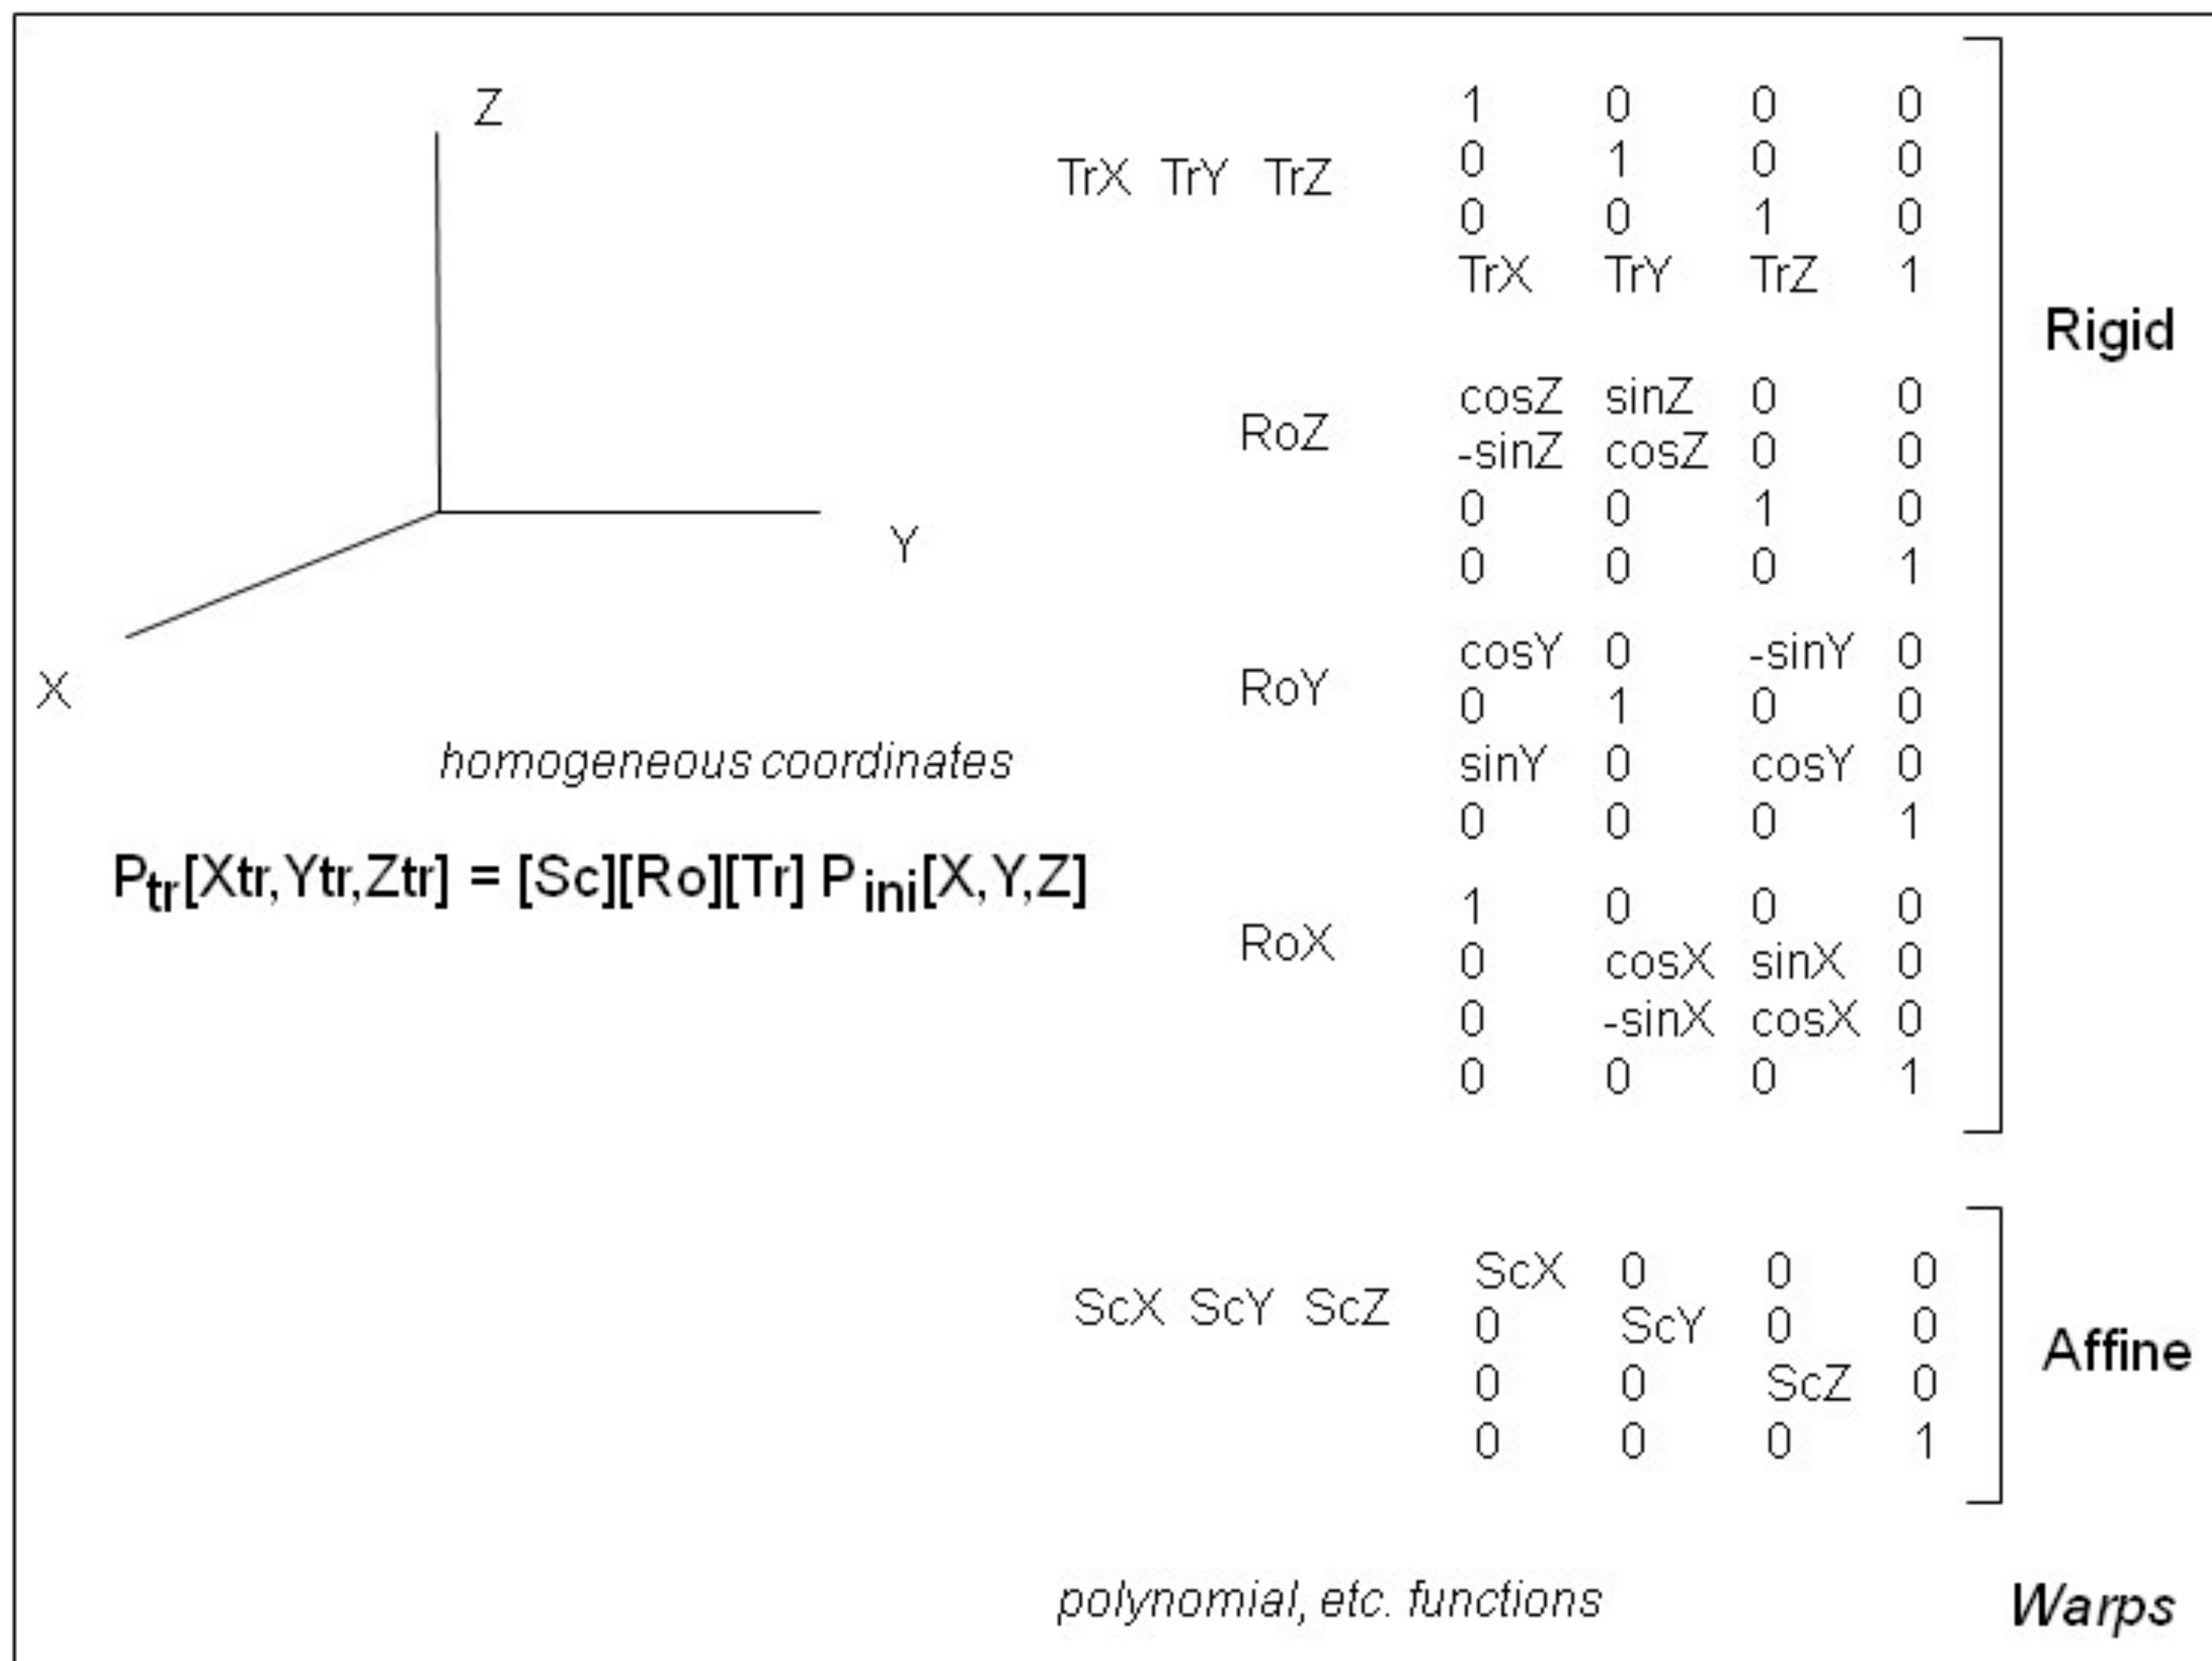 Z
Y
X
homogeneous coordinates
Ptr[Xtr,Ytr,Ztr] = [Sc][Ro][Tr] Pini[X,Y,Z]
TrX TrY TrZ
1 0 0 0
0 1 0 0
0 0 1 0
TrX TrY TrZ 1
RoZ
cosZ sinZ 0 0
-sinZ cosZ 0 0
0 0 1 0
0 0 0 1
RoY
cosY 0 -sinY 0
0 1 0 0
sinY 0 cosY 0
0 0 0 1
RoX
1 0 0 0
0 cosX sinX 0
0 -sinX cosX 0
0 0 0 1
Rigid
ScX ScY ScZ
ScX 0 0 0
0 ScY 0 0
0 0 ScZ 0
0 0 0 1
Affine
polynomial, etc. functions
Warps